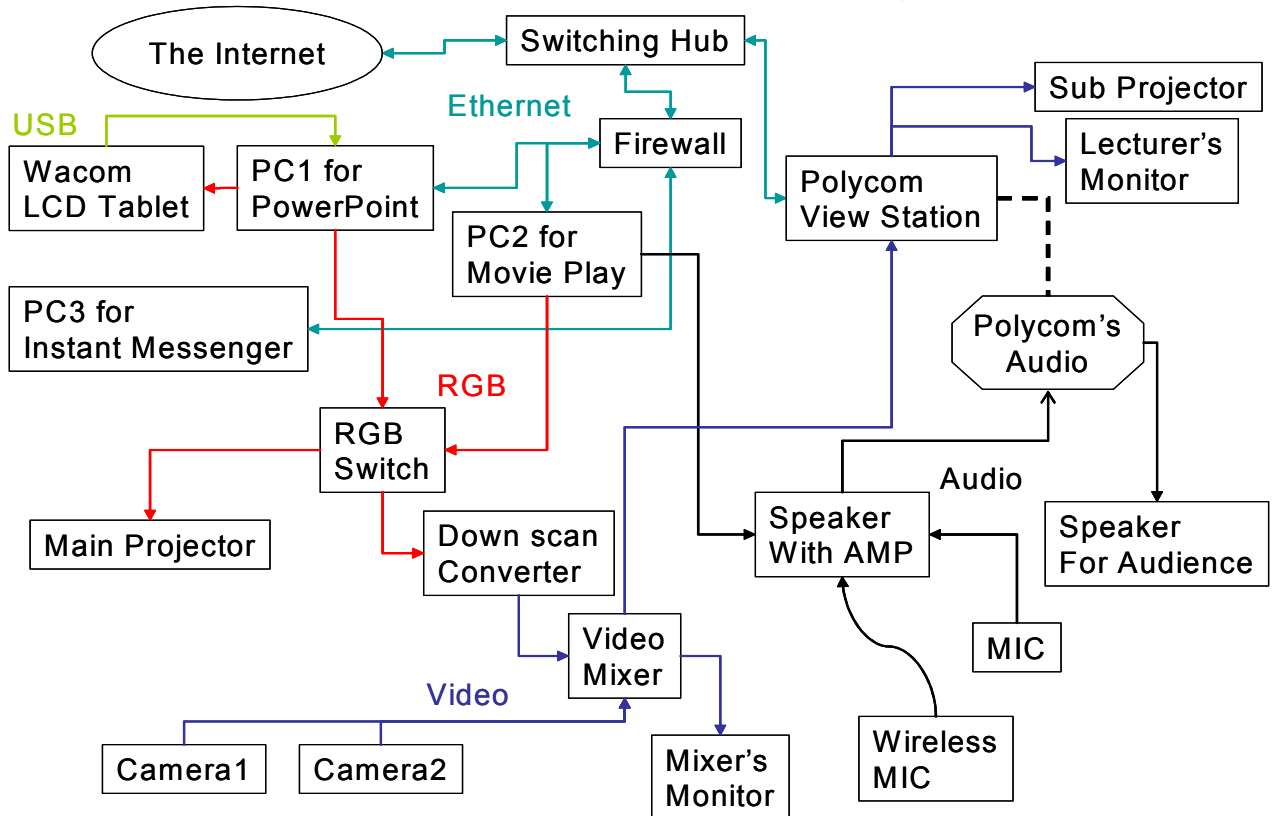 The Internet
Switching Hub
Sub Projector
Ethernet
USB
Firewall
Lecturer's
Monitor
Wacom
LCD Tablet
PC1 for
PowerPoint
Polycom
View Station
PC2 for
Movie Play
PC3 for
Instant Messenger
Polycom's
Audio
RGB
RGB
Switch
Audio
Main Projector
Down scan
Converter
Speaker
With AMP
Speaker
For Audience
Video
Mixer
MIC
Video
Camera1
Camera2
Mixer's
Monitor
Wireless
MIC